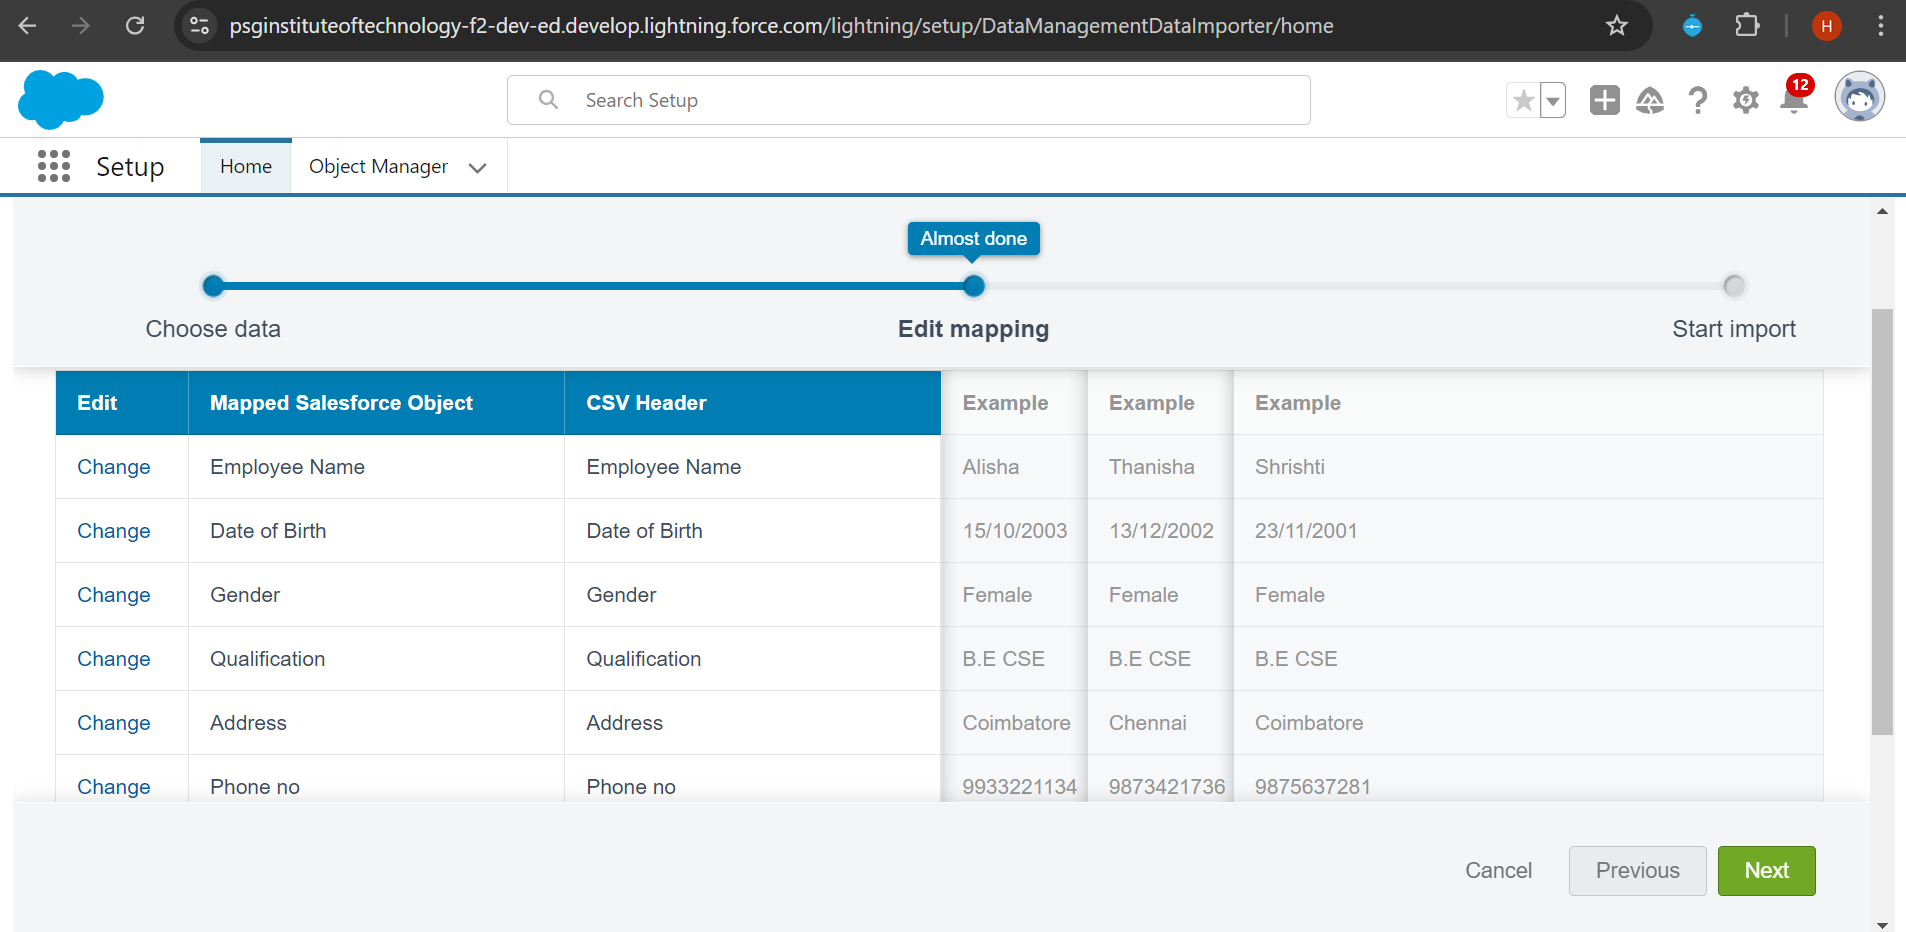 psginstituteoftechnology-f2-dev-ed.develop.lightning.force.com/lightning/setup/DataManagementDataImporter/home
H
Search Setup
12
Setup
Home
Object Manager
Almost done
Choose data
Edit mapping
Start import
Edit Mapped Salesforce Object CSV Header Example Example Example
Change Employee Name Employee Name Alisha Thanisha Shrishti
Change Date of Birth Date of Birth 15/10/2003 13/12/2002 23/11/2001
Change Gender Gender Female Female Female
Change Qualification Qualification B.E CSE B.E CSE B.E CSE
Change Address Address Coimbatore Chennai Coimbatore
Change Phone no Phone no 9933221134 9873421736 9875637281
Cancel Previous Next